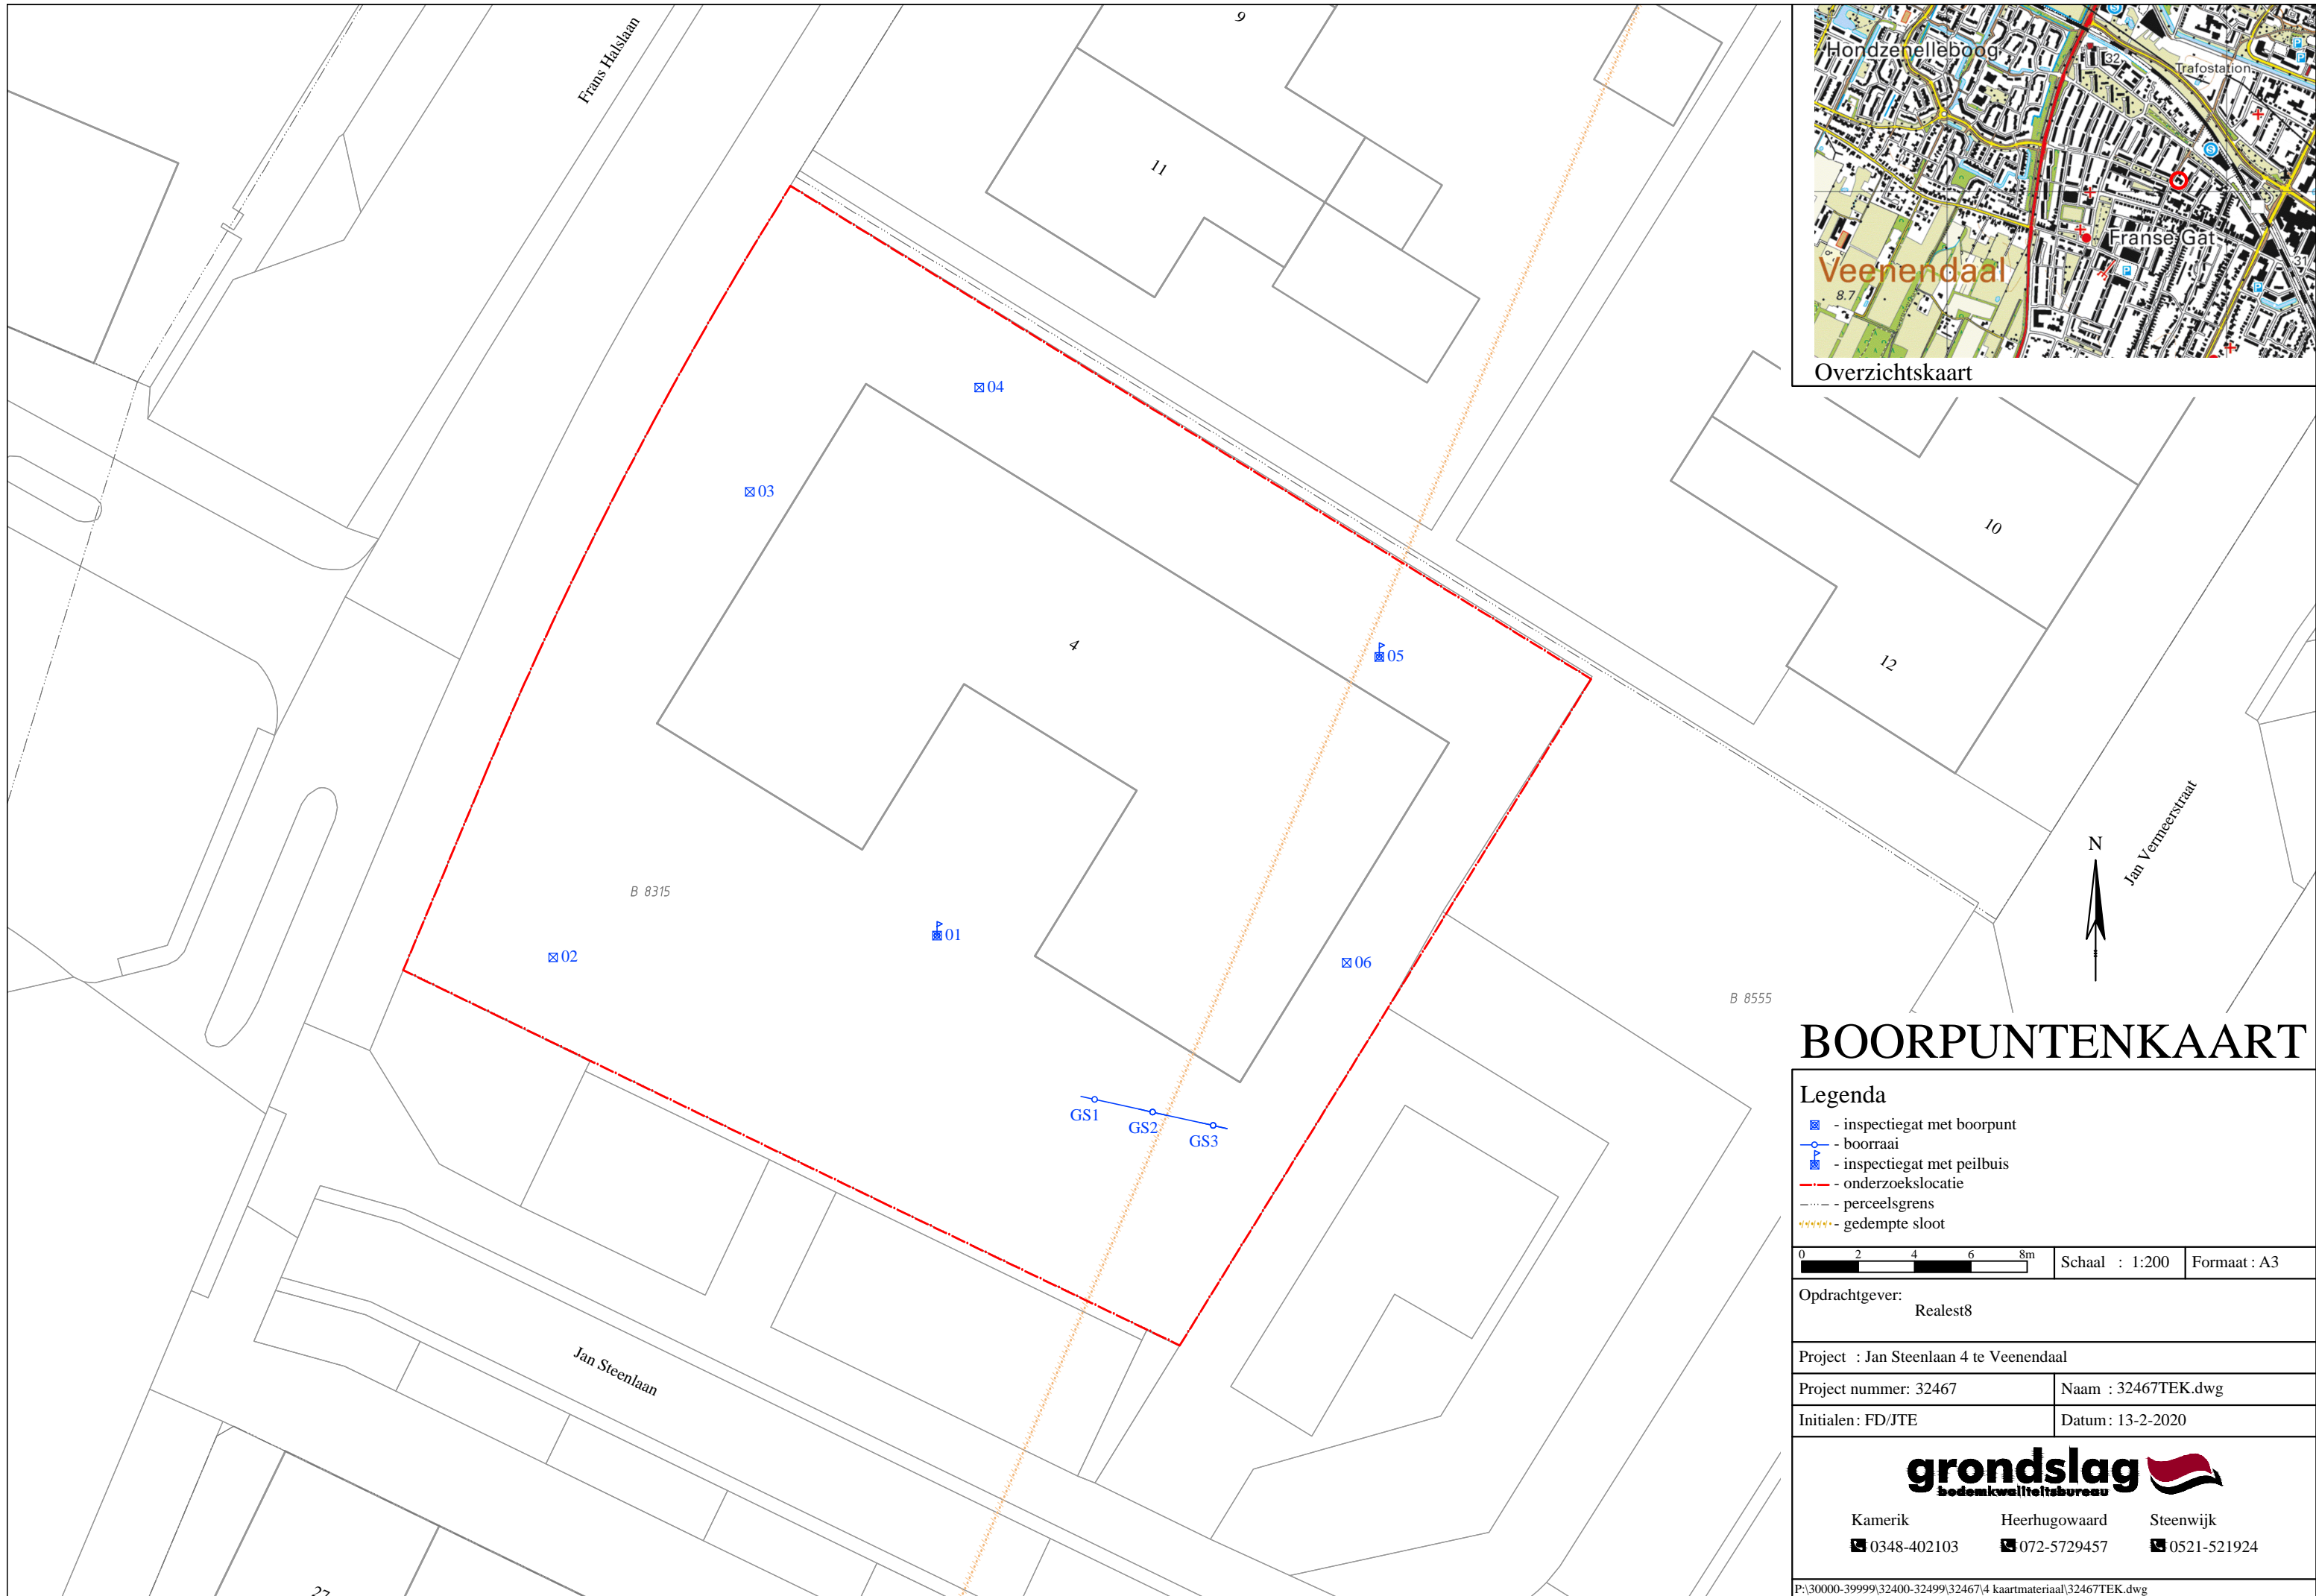 Frans Halslaan
9
11
Hondzenelleboog
32
Trafostation
Franse Gat
Veenendaal
8.7
31
Overzichtskaart
04
03
10
4
05
12
Jan Vermeerstraat
N
B 8315
01
02
06
B 8555
GS1
GS2
GS3
Jan Steenlaan
27
BOORPUNTENKAART
Legenda
- inspectiegat met boorpunt
- boorraai
- inspectiegat met peilbuis
- onderzoekslocatie
- perceelsgrens
- gedempte sloot
0 2 4 6 8m
Schaal : 1:200 Formaat : A3
Opdrachtgever:
Realest8
Project : Jan Steenlaan 4 te Veenendaal
Project nummer: 32467 Naam : 32467TEK.dwg
Initialen: FD/JTE Datum: 13-2-2020
grondslag
bodemkwaliteitsbureau
Kamerik Heerhugowaard Steenwijk
0348-402103 072-5729457 0521-521924
P:\30000-39999\32400-32499\32467\4 kaartmateriaal\32467TEK.dwg